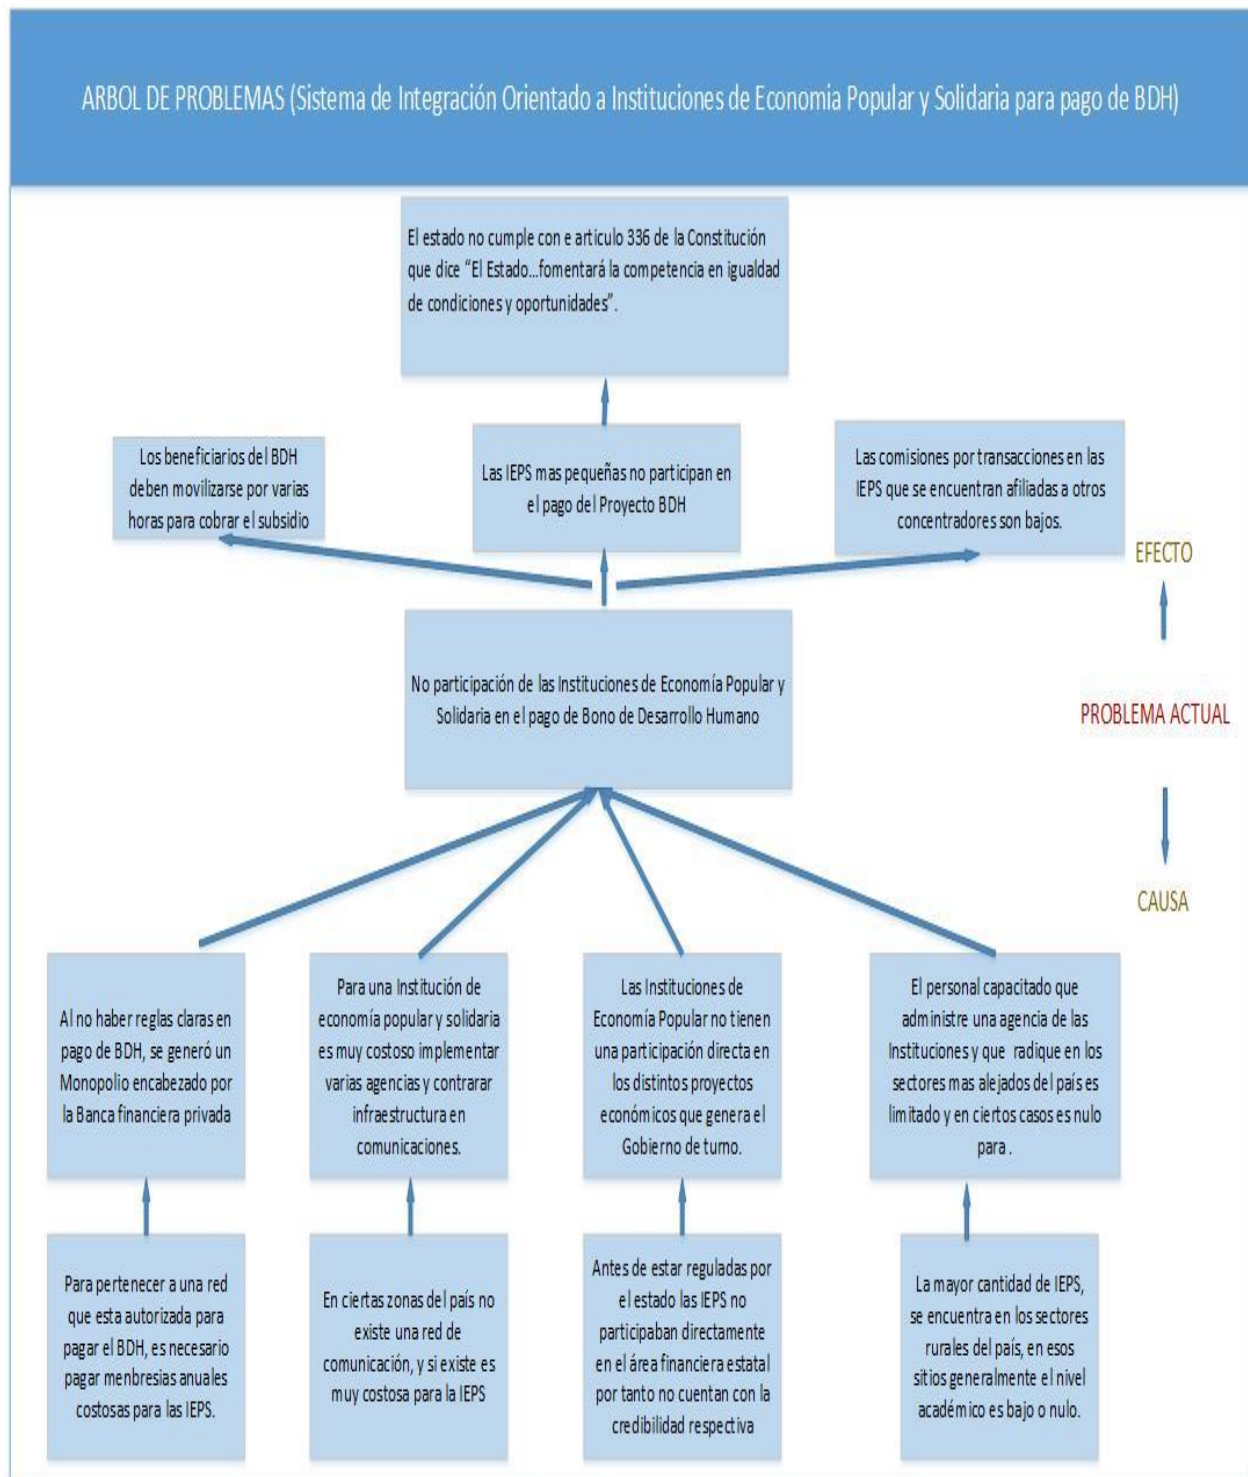 ARBOL DE PROBLEMAS (Sistema de Integración Orientado a Instituciones de Economia Popular y Solidaria para pago de BDH)
El estado no cumple con e articulo 336 de la Constitución
que dice “El Estado...fomentará la competencia en igualdad
de condiciones y oportunidades”.
Los beneficiarios del BDH
deben movilizarse por varias
horas para cobrar el subsidio
Las IEPS mas pequeñas no participan en
el pago del Proyecto BDH
Las comisiones por transacciones en las
IEPS que se encuentran afiliadas a otros
concentradores son bajos.
EFECTO
No participación de las Instituciones de Economía Popular y
Solidaria en el pago de Bono de Desarrollo Humano
PROBLEMA ACTUAL
CAUSA
Al no haber reglas claras en
pago de BDH, se generó un
Monopolio encabezado por
la Banca financiera privada
Para una Institución de
economía popular y solidaria
es muy costoso implementar
varias agencias y contrarar
infraestructura en
comunicaciones.
Las Instituciones de
Economía Popular no tienen
una participación directa en
los distintos proyectos
económicos que genera el
Gobierno de turno.
El personal capacitado que
administre una agencia de las
Instituciones y que radique en los
sectores mas alejados del país es
limitado y en ciertos casos es nulo
para .
Para pertenecer a una red
que esta autorizada para
pagar el BDH, es necesario
pagar menbresias anuales
costosas para las IEPS.
En ciertas zonas del país no
existe una red de
comunicación, y si existe es
muy costosa para la IEPS
Antes de estar reguladas por
el estado las IEPS no
participaban directamente
en el área financiera estatal
por tanto no cuentan con la
credibilidad respectiva
La mayor cantidad de IEPS,
se encuentra en los sectores
rurales del país, en esos
sitios generalmente el nivel
académico es bajo o nulo.